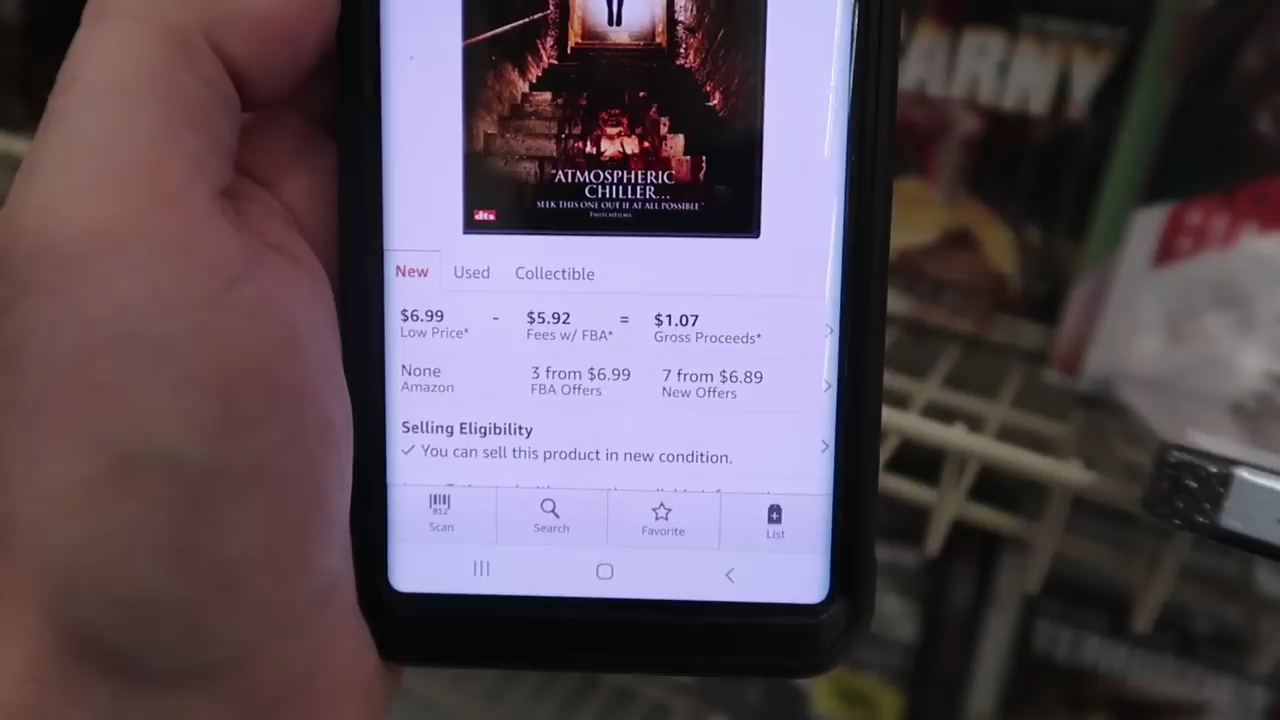 ARNY
"ATMOSPHERIC
CHILLER...
SEEK THIS ONE OUT IF AT ALL POSSIBLE."
TWITCHFILMS
dts
New Used Collectible
$6.99 - $5.92 = $1.07
Low Price* Fees w/ FBA* Gross Proceeds*
None 3 from $6.99 7 from $6.89
Amazon FBA Offers New Offers
Selling Eligibility
✓ You can sell this product in new condition.
Scan Search Favorite List